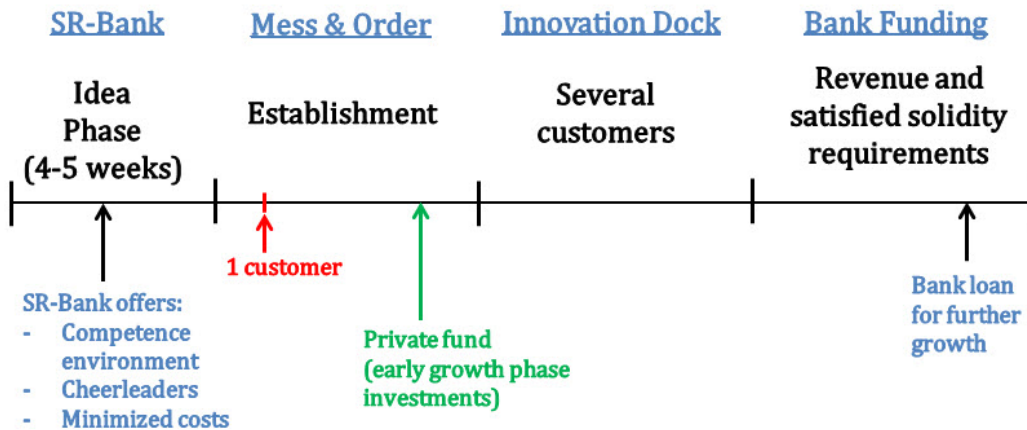 SR-Bank
Mess & Order
Innovation Dock
Bank Funding
Idea
Phase
(4-5 weeks)
Establishment
Several
customers
Revenue and
satisfied solidity
requirements
1 customer
SR-Bank offers:
- Competence
environment
- Cheerleaders
- Minimized costs
Private fund
(early growth phase
investments)
Bank loan
for further
growth